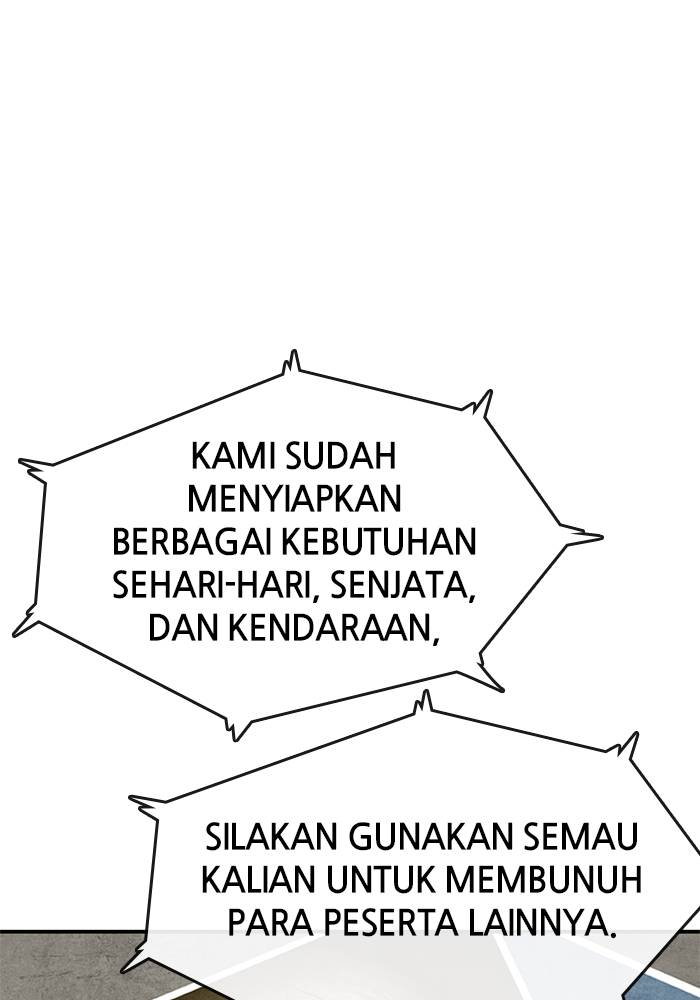 KAMI SUDAH
MENYIAPKAN
BERBAGAI KEBUTUHAN
SEHARI-HARI, SENJATA,
DAN KENDARAAN,
SILAKAN GUNAKAN SEMAU
KALIAN UNTUK MEMBUNUH
PARA PESERTA LAINNYA.